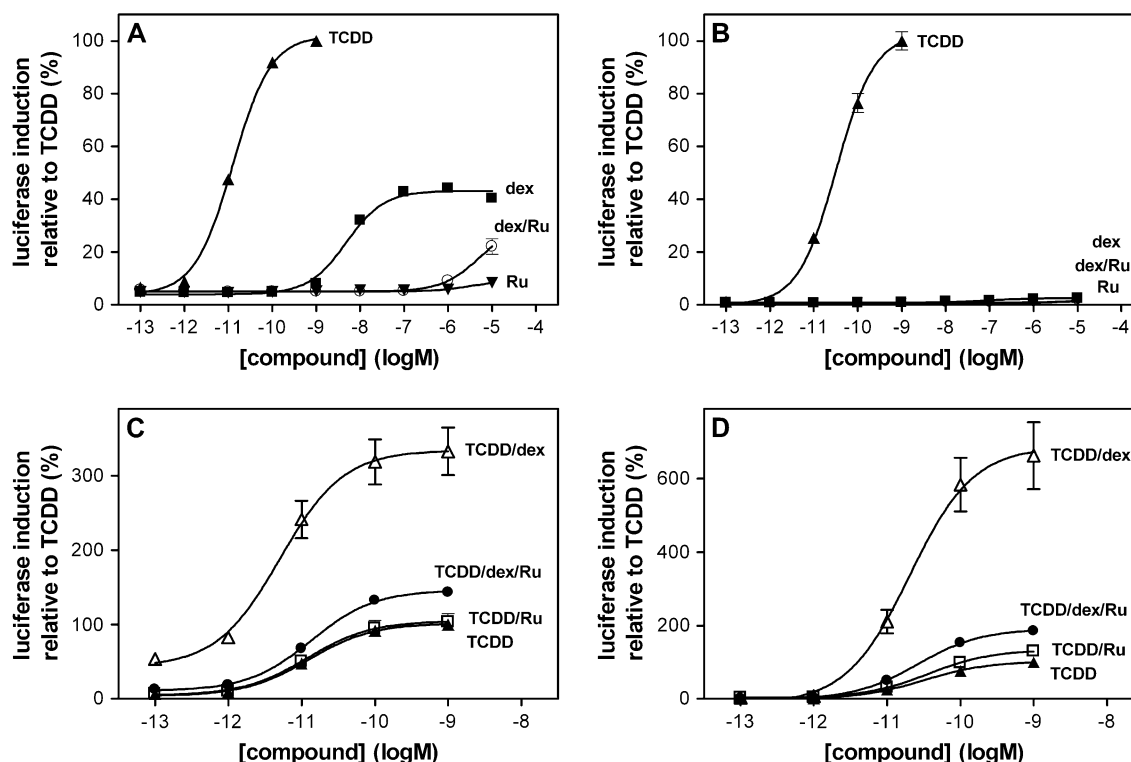 A
luciferase induction
relative to TCDD (%)
100
80
60
40
20
0
TCDD
dex
dex/Ru
Ru
-13 -12 -11 -10 -9 -8 -7 -6 -5 -4
[compound] (logM)
B
luciferase induction
relative to TCDD (%)
100
80
60
40
20
0
TCDD
dex
dex/Ru
Ru
-13 -12 -11 -10 -9 -8 -7 -6 -5 -4
[compound] (logM)
C
luciferase induction
relative to TCDD (%)
300
200
100
0
TCDD/dex
TCDD/dex/Ru
TCDD/Ru
TCDD
-13 -12 -11 -10 -9 -8
[compound] (logM)
D
luciferase induction
relative to TCDD (%)
600
400
200
0
TCDD/dex
TCDD/dex/Ru
TCDD/Ru
TCDD
-13 -12 -11 -10 -9 -8
[compound] (logM)